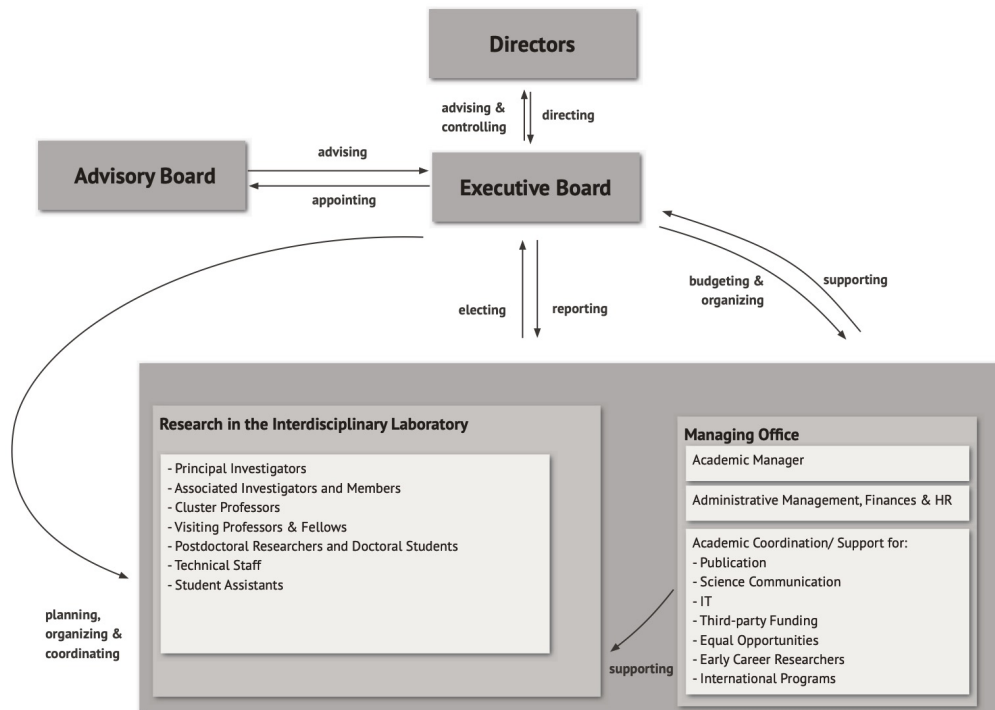 Directors
advising &
controlling
directing
Advisory Board
advising
appointing
Executive Board
electing
reporting
budgeting &
organizing
supporting
Research in the Interdisciplinary Laboratory
- Principal Investigators
- Associated Investigators and Members
- Cluster Professors
- Visiting Professors & Fellows
- Postdoctoral Researchers and Doctoral Students
- Technical Staff
- Student Assistants
Managing Office
Academic Manager
Administrative Management, Finances & HR
Academic Coordination/ Support for:
- Publication
- Science Communication
- IT
- Third-party Funding
- Equal Opportunities
- Early Career Researchers
- International Programs
planning,
organizing &
coordinating
supporting